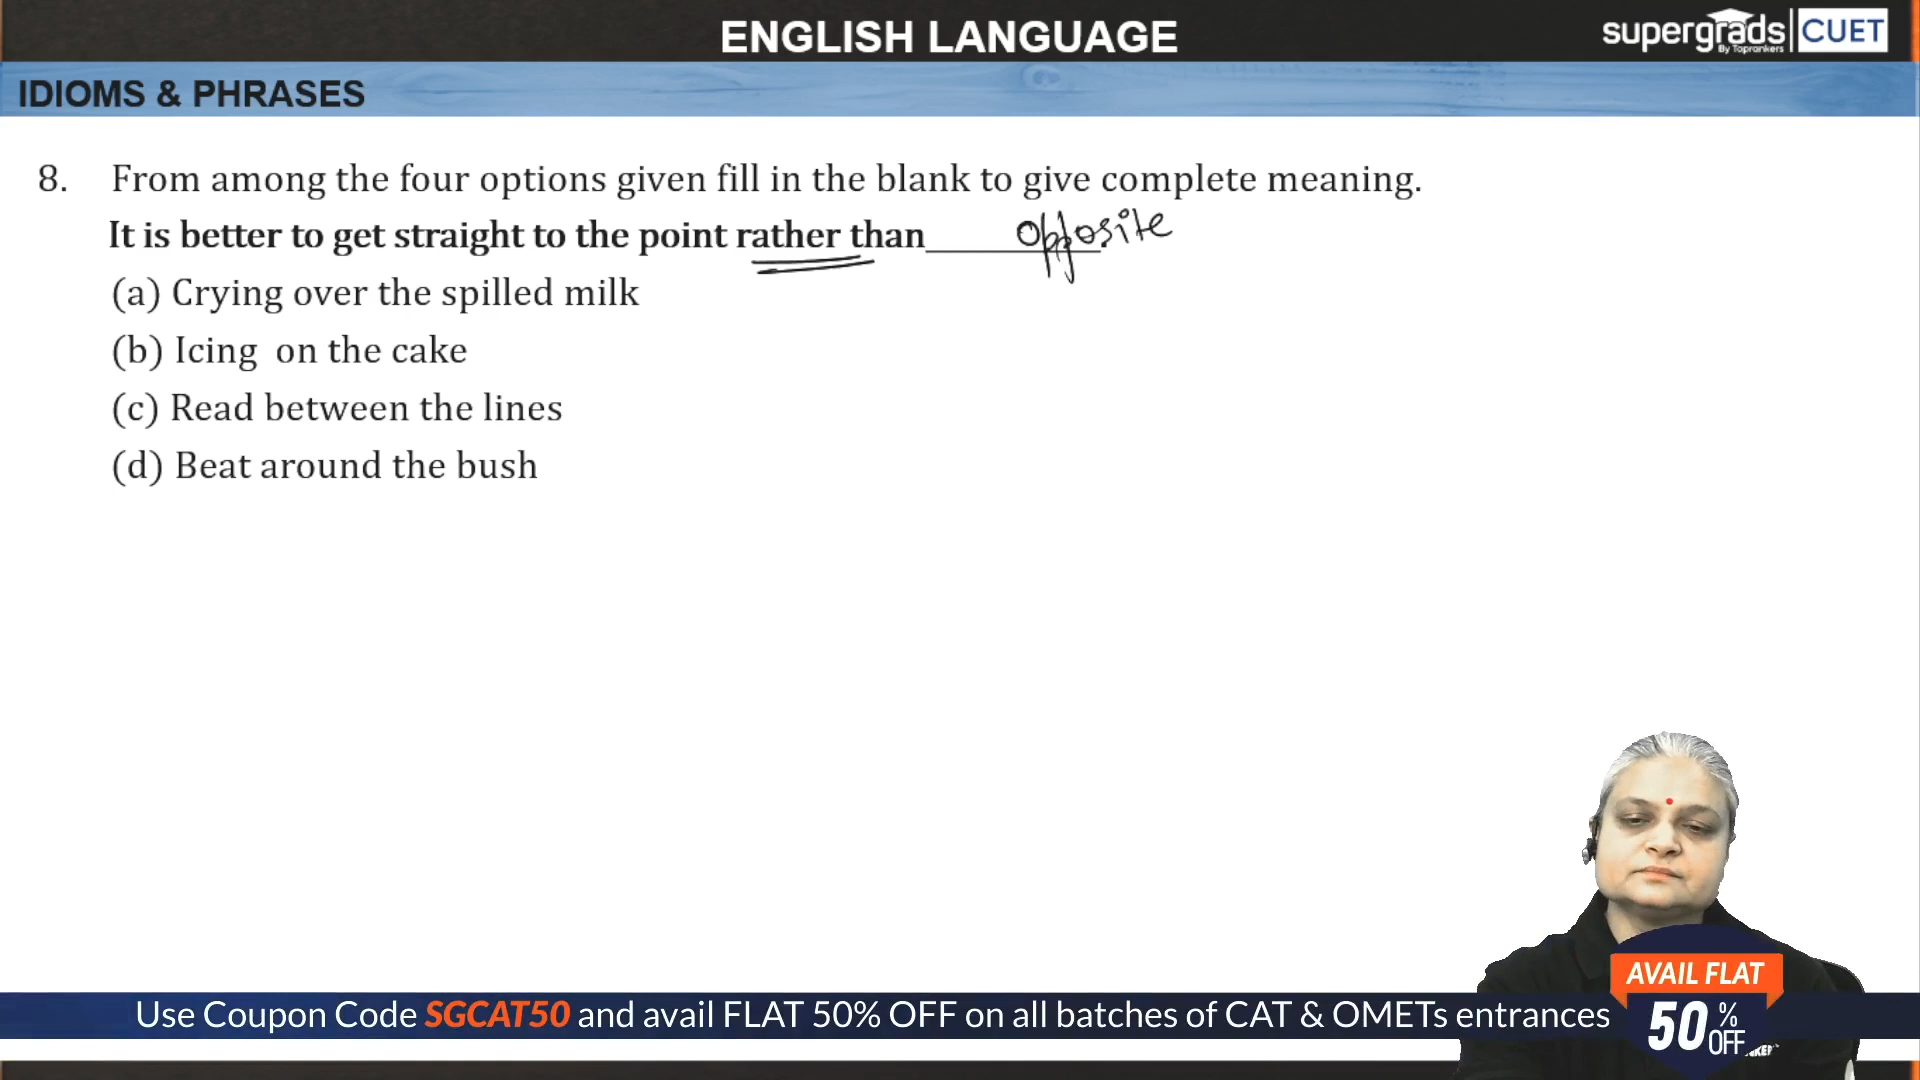 ENGLISH LANGUAGE
supergrads By Toprankers CUET
IDIOMS & PHRASES
8. From among the four options given fill in the blank to give complete meaning.
It is better to get straight to the point rather than__________. opposite
(a) Crying over the spilled milk
(b) Icing on the cake
(c) Read between the lines
(d) Beat around the bush
AVAIL FLAT
50% OFF
Use Coupon Code SGCAT50 and avail FLAT 50% OFF on all batches of CAT & OMETs entrances